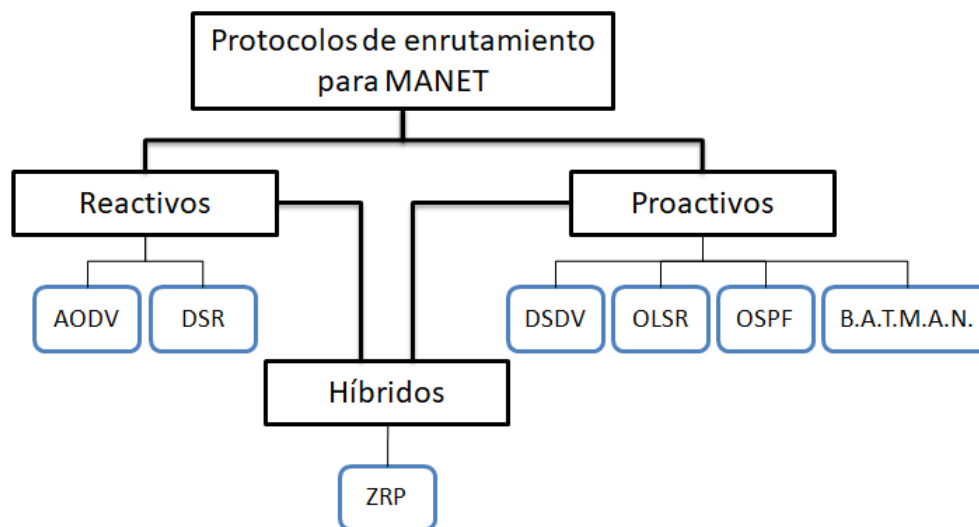 Protocolos de enrutamiento
para MANET
Reactivos
Proactivos
AODV
DSR
DSDV
OLSR
OSPF
B.A.T.M.A.N.
Híbridos
ZRP